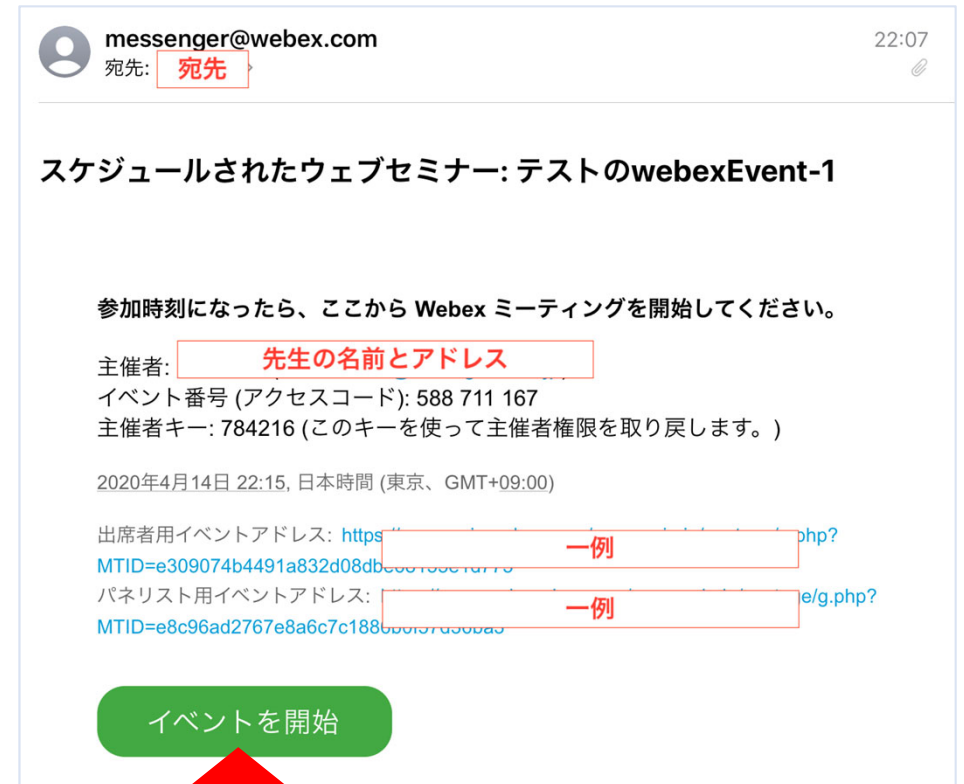 messenger@webex.com
22:07
宛先: 宛先
スケジュールされたウェブセミナー: テストのwebexEvent-1
参加時刻になったら、ここから Webex ミーティングを開始してください。
主催者: 先生の名前とアドレス
イベント番号 (アクセスコード): 588 711 167
主催者キー: 784216 (このキーを使って主催者権限を取り戻します。)
2020年4月14日 22:15, 日本時間 (東京、GMT+09:00)
出席者用イベントアドレス: https 一例 php?
MTID=e309074b4491a832d08db
パネリスト用イベントアドレス: 一例 e/g.php?
MTID=e8c96ad2767e8a6c7c188
イベントを開始